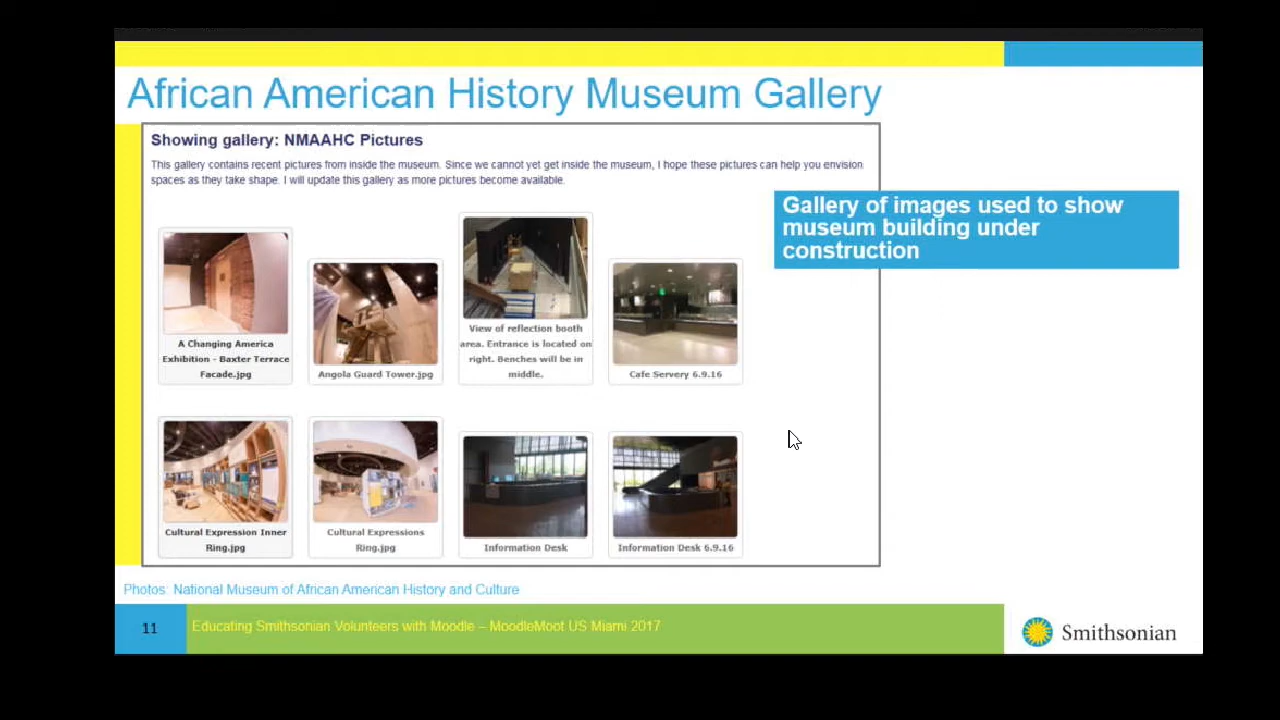 African American History Museum Gallery
Showing gallery: NMAAHC Pictures
This gallery contains recent pictures from inside the museum. Since we cannot yet get inside the museum, I hope these pictures can help you envision
spaces as they take shape. I will update this gallery as more pictures become available.
Gallery of images used to show
museum building under
construction
A Changing America
Exhibition - Baxter Terrace
Facade.jpg
Angola Guard Tower.jpg
View of reflection booth
area. Entrance is located on
right. Benches will be in
middle.
Cafe Servery 6.9.16
Cultural Expression Inner
Ring.jpg
Cultural Expressions
Ring.jpg
Information Desk
Information Desk 6.9.16
Photos: National Museum of African American History and Culture
11
Educating Smithsonian Volunteers with Moodle – MoodleMoot US Miami 2017
Smithsonian